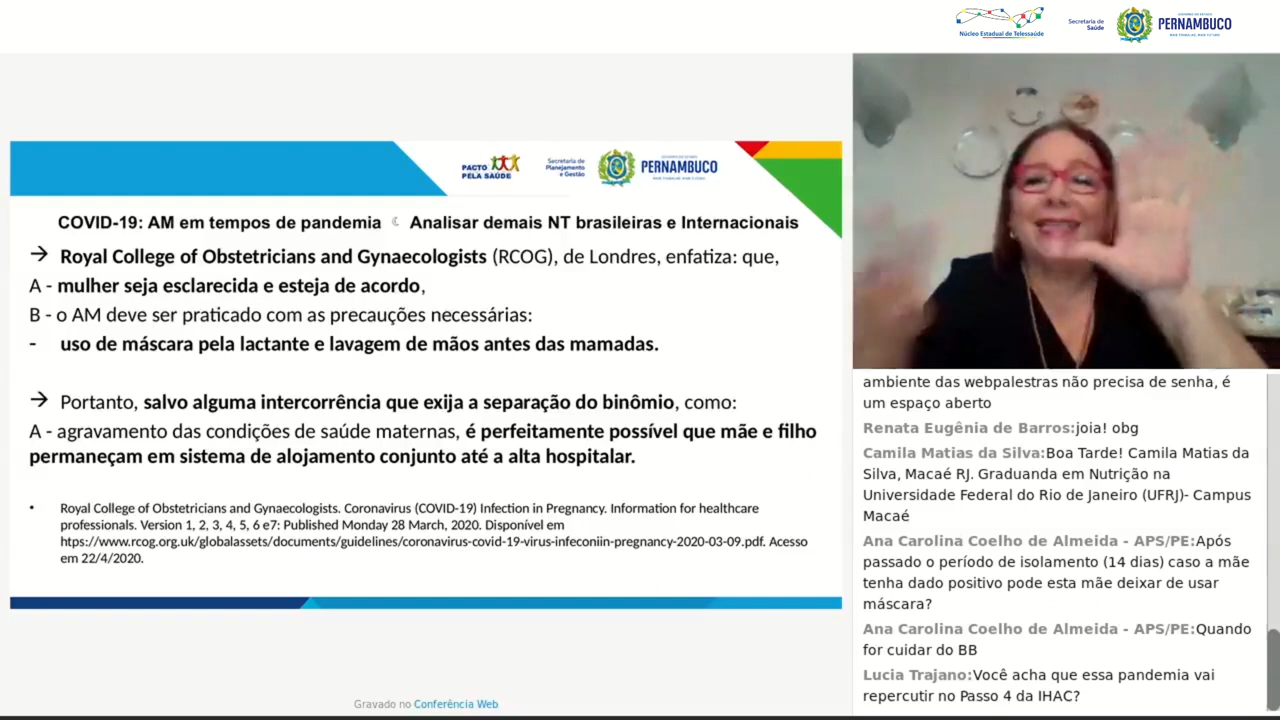 Núcleo Estadual de Telessaúde
Secretaria de
Saúde
PERNAMBUCO
PACTO
PELA SAÚDE
Secretaria de
Planejamento
e Gestão
PERNAMBUCO
COVID-19: AM em tempos de pandemia ☾ Analisar demais NT brasileiras e Internacionais
→ Royal College of Obstetricians and Gynaecologists (RCOG), de Londres, enfatiza: que,
A - mulher seja esclarecida e esteja de acordo,
B - o AM deve ser praticado com as precauções necessárias:
- uso de máscara pela lactante e lavagem de mãos antes das mamadas.
→ Portanto, salvo alguma intercorrência que exija a separação do binômio, como:
A - agravamento das condições de saúde maternas, é perfeitamente possível que mãe e filho
permaneçam em sistema de alojamento conjunto até a alta hospitalar.
• Royal College of Obstetricians and Gynaecologists. Coronavirus (COVID-19) Infection in Pregnancy. Information for healthcare
professionals. Version 1, 2, 3, 4, 5, 6 e7: Published Monday 28 March, 2020. Disponível em
htps://www.rcog.org.uk/globalassets/documents/guidelines/coronavirus-covid-19-virus-infeconiin-pregnancy-2020-03-09.pdf. Acesso
em 22/4/2020.
Gravado no Conferência Web
ambiente das webpalestras não precisa de senha, é
um espaço aberto
Renata Eugênia de Barros:joia! obg
Camila Matias da Silva:Boa Tarde! Camila Matias da
Silva, Macaé RJ. Graduanda em Nutrição na
Universidade Federal do Rio de Janeiro (UFRJ)- Campus
Macaé
Ana Carolina Coelho de Almeida - APS/PE:Após
passado o período de isolamento (14 dias) caso a mãe
tenha dado positivo pode esta mãe deixar de usar
máscara?
Ana Carolina Coelho de Almeida - APS/PE:Quando
for cuidar do BB
Lucia Trajano:Você acha que essa pandemia vai
repercutir no Passo 4 da IHAC?